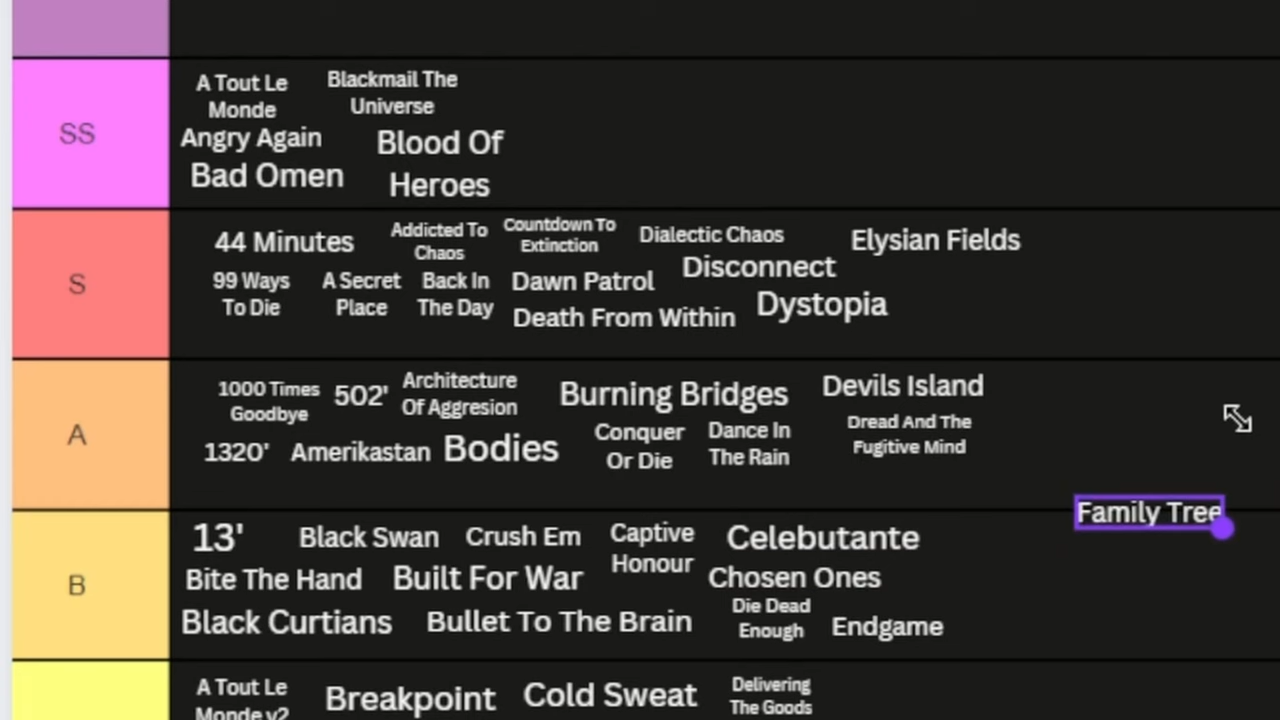 SS
A Tout Le
Monde
Blackmail The
Universe
Angry Again
Blood Of
Heroes
Bad Omen
S
44 Minutes
Addicted To
Chaos
Countdown To
Extinction
Dialectic Chaos
Elysian Fields
99 Ways
To Die
A Secret
Place
Back In
The Day
Dawn Patrol
Disconnect
Death From Within
Dystopia
A
1000 Times
Goodbye
502'
Architecture
Of Aggresion
Burning Bridges
Devils Island
1320'
Amerikastan
Bodies
Conquer
Or Die
Dance In
The Rain
Dread And The
Fugitive Mind
Family Tree
B
13'
Black Swan
Crush Em
Captive
Honour
Celebutante
Bite The Hand
Built For War
Chosen Ones
Black Curtians
Bullet To The Brain
Die Dead
Enough
Endgame
A Tout Le
Monde v2
Breakpoint
Cold Sweat
Delivering
The Goods